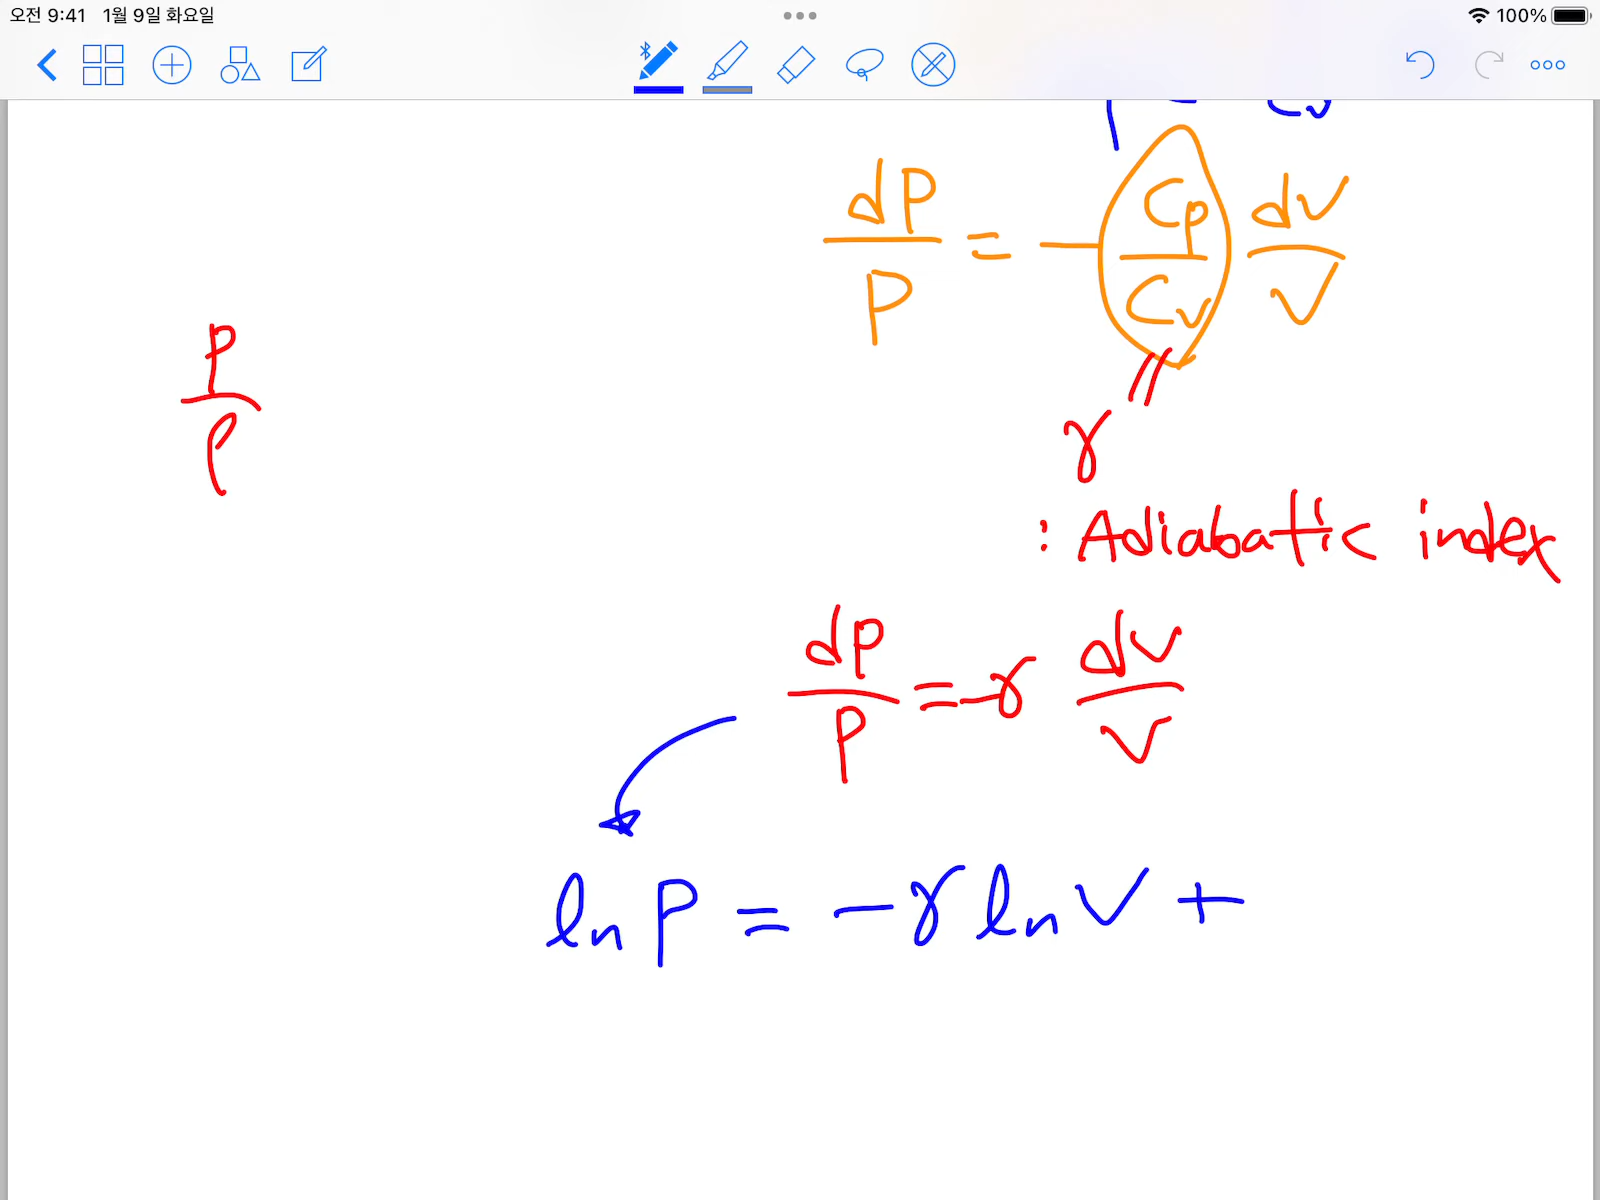 오전 9:41 1월 9일 화요일
100%
dP/P = - Cp/Cv dV/V
P/ρ
γ
: Adiabatic index
dP/P = -γ dV/V
ln P = -γ ln V +